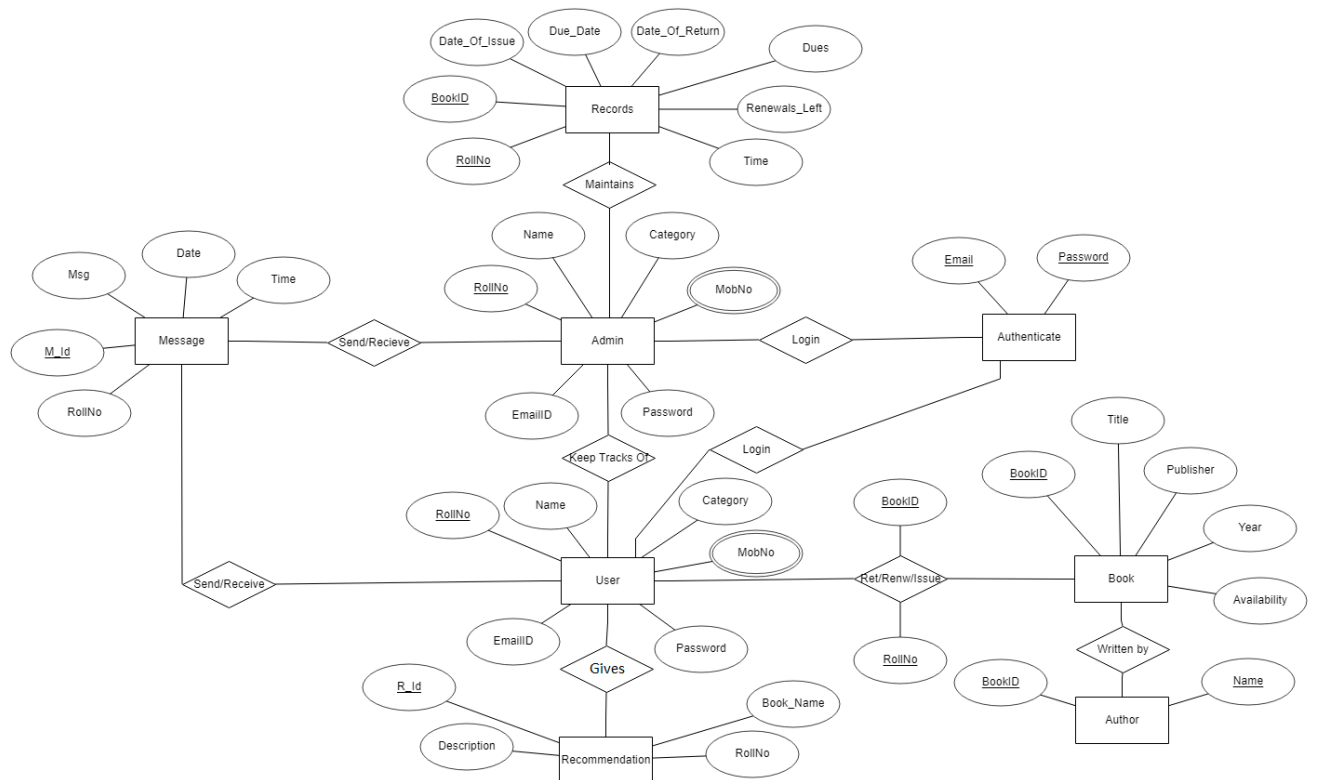 Date_Of_Issue
Due_Date
Date_Of_Return
Dues
BookID
Records
Renewals_Left
RollNo
Time
Maintains
Name
Category
Date
Msg
Time
Email
Password
RollNo
MobNo
Message
Send/Recieve
Admin
Login
Authenticate
M_Id
RollNo
EmailID
Password
Title
Keep Tracks Of
Login
BookID
Publisher
RollNo
Name
Category
BookID
Year
MobNo
Send/Receive
User
Ret/Renw/Issue
Book
Availability
EmailID
Password
RollNo
Written by
Gives
R_Id
BookID
Name
Book_Name
Author
Description
Recommendation
RollNo